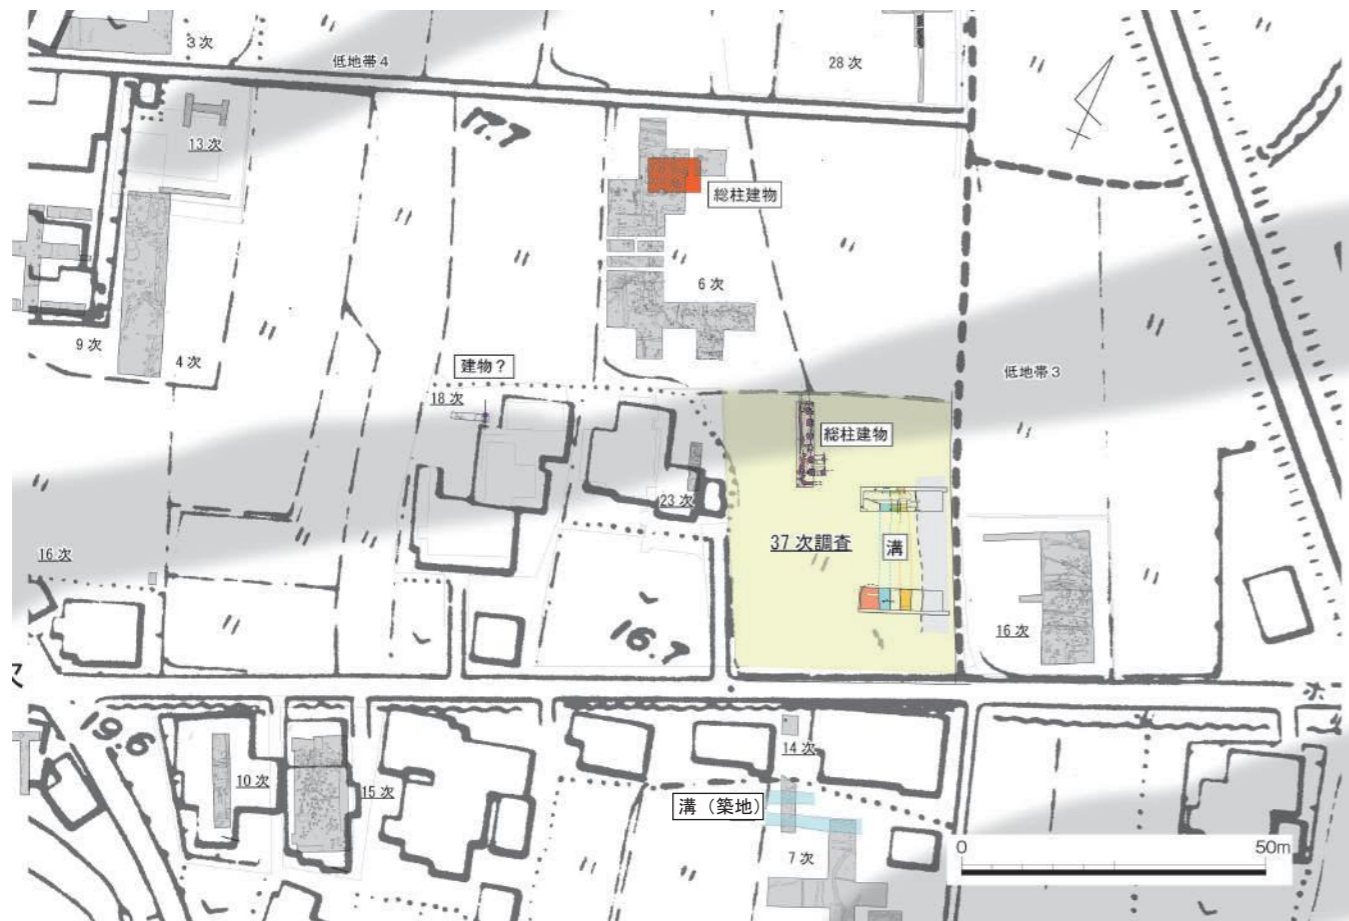 3次
低地帯4
28次
13次
17.7
総柱建物
6次
9次
4次
建物？
18次
低地帯3
総柱建物
23次
37次調査
溝
16次
16.7
16次
次
19.6
14次
10次
15次
溝（築地）
7次
0
50m